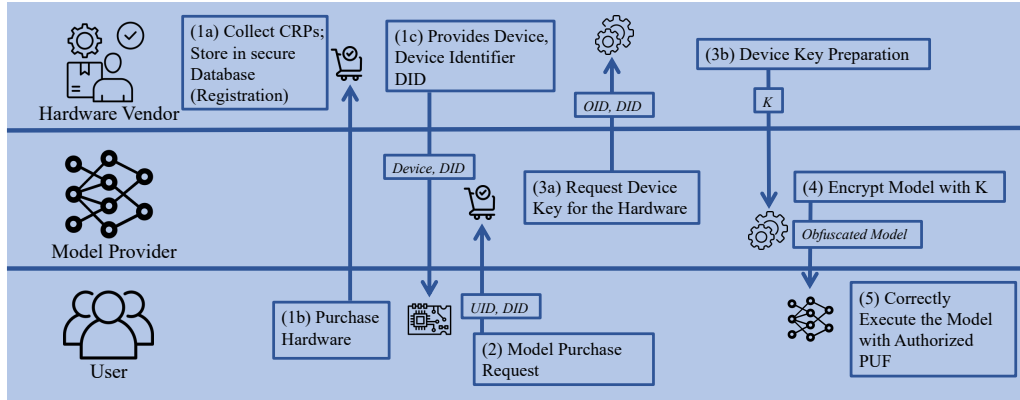 (1a) Collect CRPs;
Store in secure
Database
(Registration)
(1c) Provides Device,
Device Identifier
DID
(3b) Device Key Preparation
Hardware Vendor
OID, DID
K
Device, DID
(3a) Request Device
Key for the Hardware
(4) Encrypt Model with K
Obfuscated Model
Model Provider
(1b) Purchase
Hardware
UID, DID
(2) Model Purchase
Request
(5) Correctly
Execute the Model
with Authorized
PUF
User